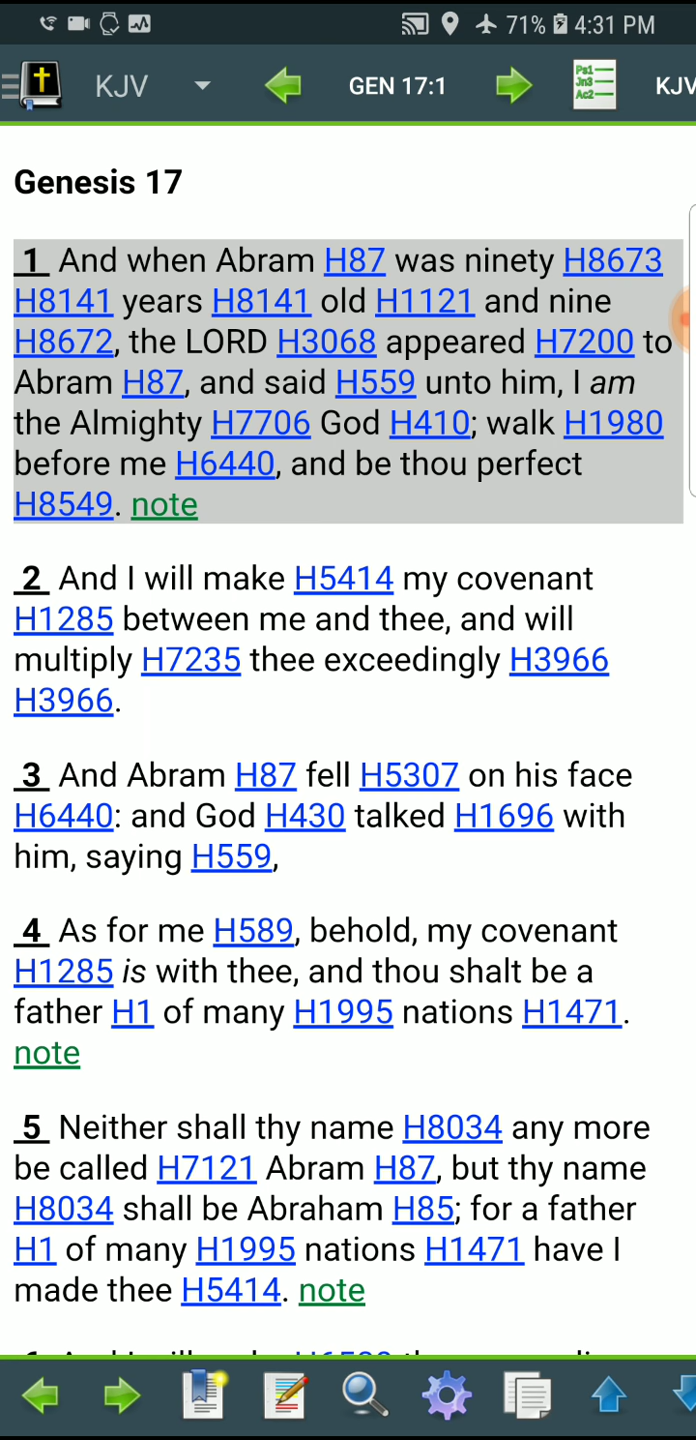 71% 4:31 PM
KJV GEN 17:1 Ps1 Jn3 Ac2 KJV
Genesis 17
1 And when Abram H87 was ninety H8673
H8141 years H8141 old H1121 and nine
H8672, the LORD H3068 appeared H7200 to
Abram H87, and said H559 unto him, I am
the Almighty H7706 God H410; walk H1980
before me H6440, and be thou perfect
H8549. note
2 And I will make H5414 my covenant
H1285 between me and thee, and will
multiply H7235 thee exceedingly H3966
H3966.
3 And Abram H87 fell H5307 on his face
H6440: and God H430 talked H1696 with
him, saying H559,
4 As for me H589, behold, my covenant
H1285 is with thee, and thou shalt be a
father H1 of many H1995 nations H1471.
note
5 Neither shall thy name H8034 any more
be called H7121 Abram H87, but thy name
H8034 shall be Abraham H85; for a father
H1 of many H1995 nations H1471 have I
made thee H5414. note